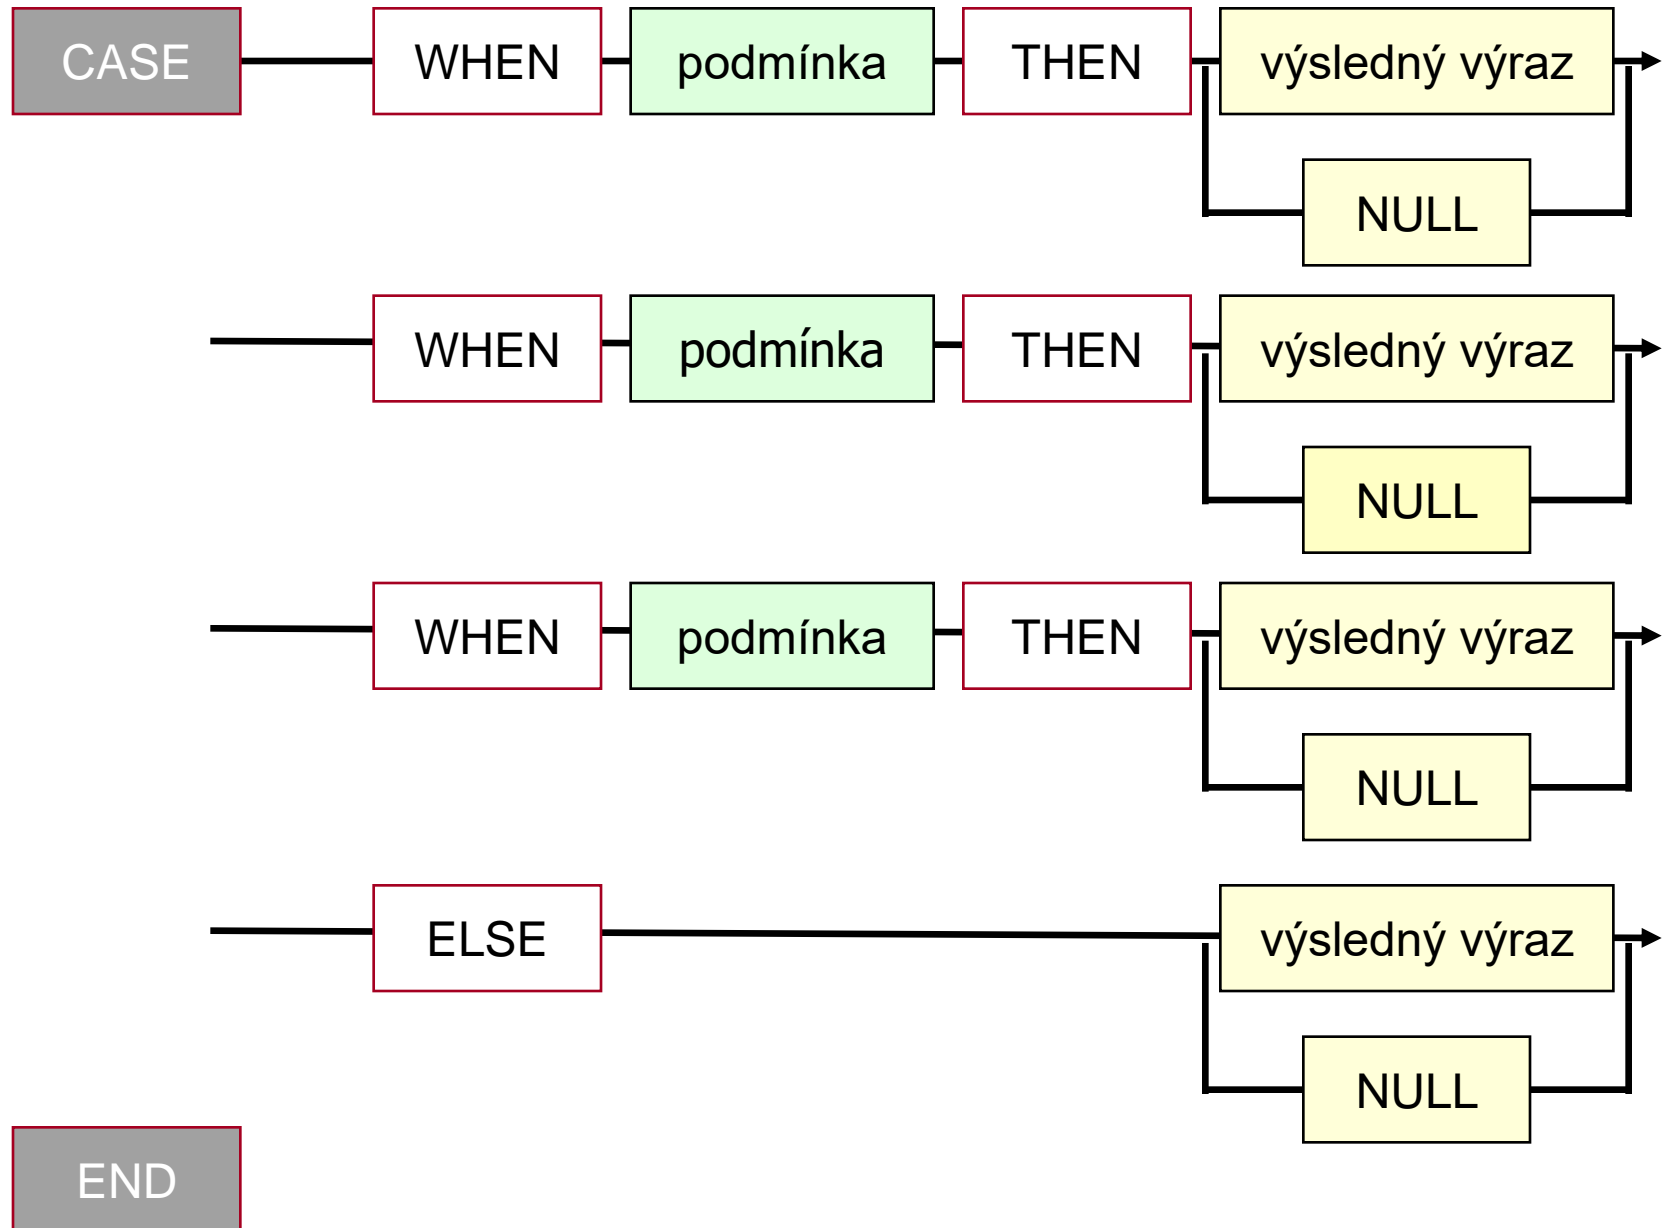 CASE WHEN podmínka THEN výsledný výraz
NULL
WHEN podmínka THEN výsledný výraz
NULL
WHEN podmínka THEN výsledný výraz
NULL
ELSE výsledný výraz
NULL
END